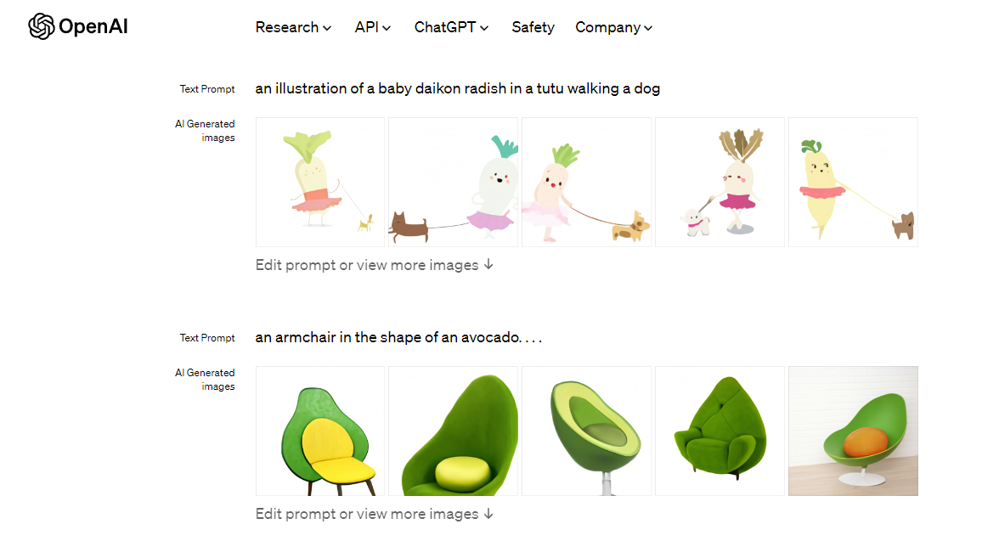 OpenAI
Research API ChatGPT Safety Company
Text Prompt an illustration of a baby daikon radish in a tutu walking a dog
AI Generated
images
Edit prompt or view more images ↓
Text Prompt an armchair in the shape of an avocado. . . .
AI Generated
images
Edit prompt or view more images ↓